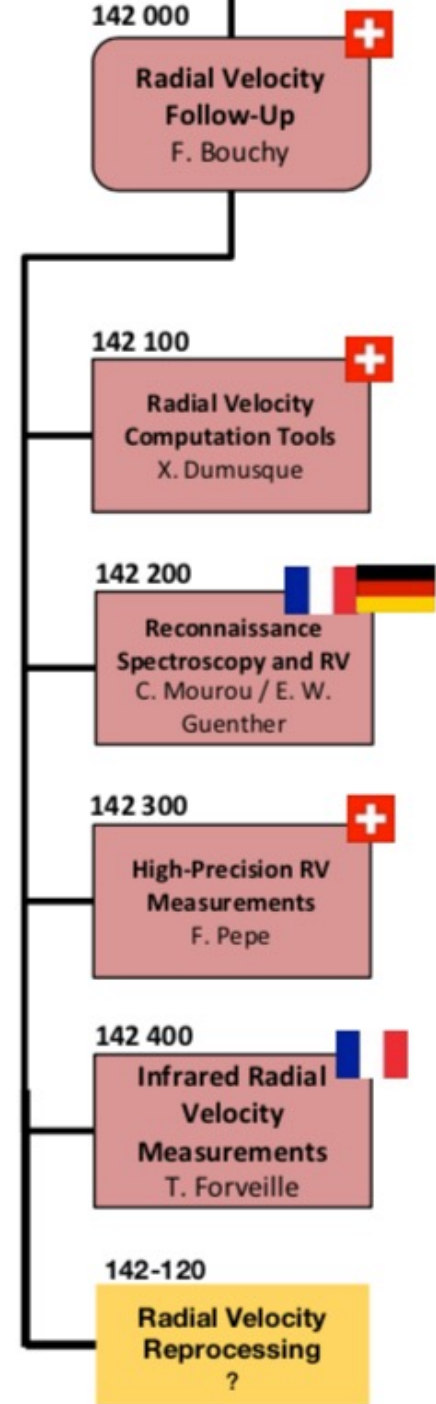 142 000
Radial Velocity
Follow-Up
F. Bouchy
142 100
Radial Velocity
Computation Tools
X. Dumusque
142 200
Reconnaissance
Spectroscopy and RV
C. Mourou / E. W.
Guenther
142 300
High-Precision RV
Measurements
F. Pepe
142 400
Infrared Radial
Velocity
Measurements
T. Forveille
142-120
Radial Velocity
Reprocessing
?